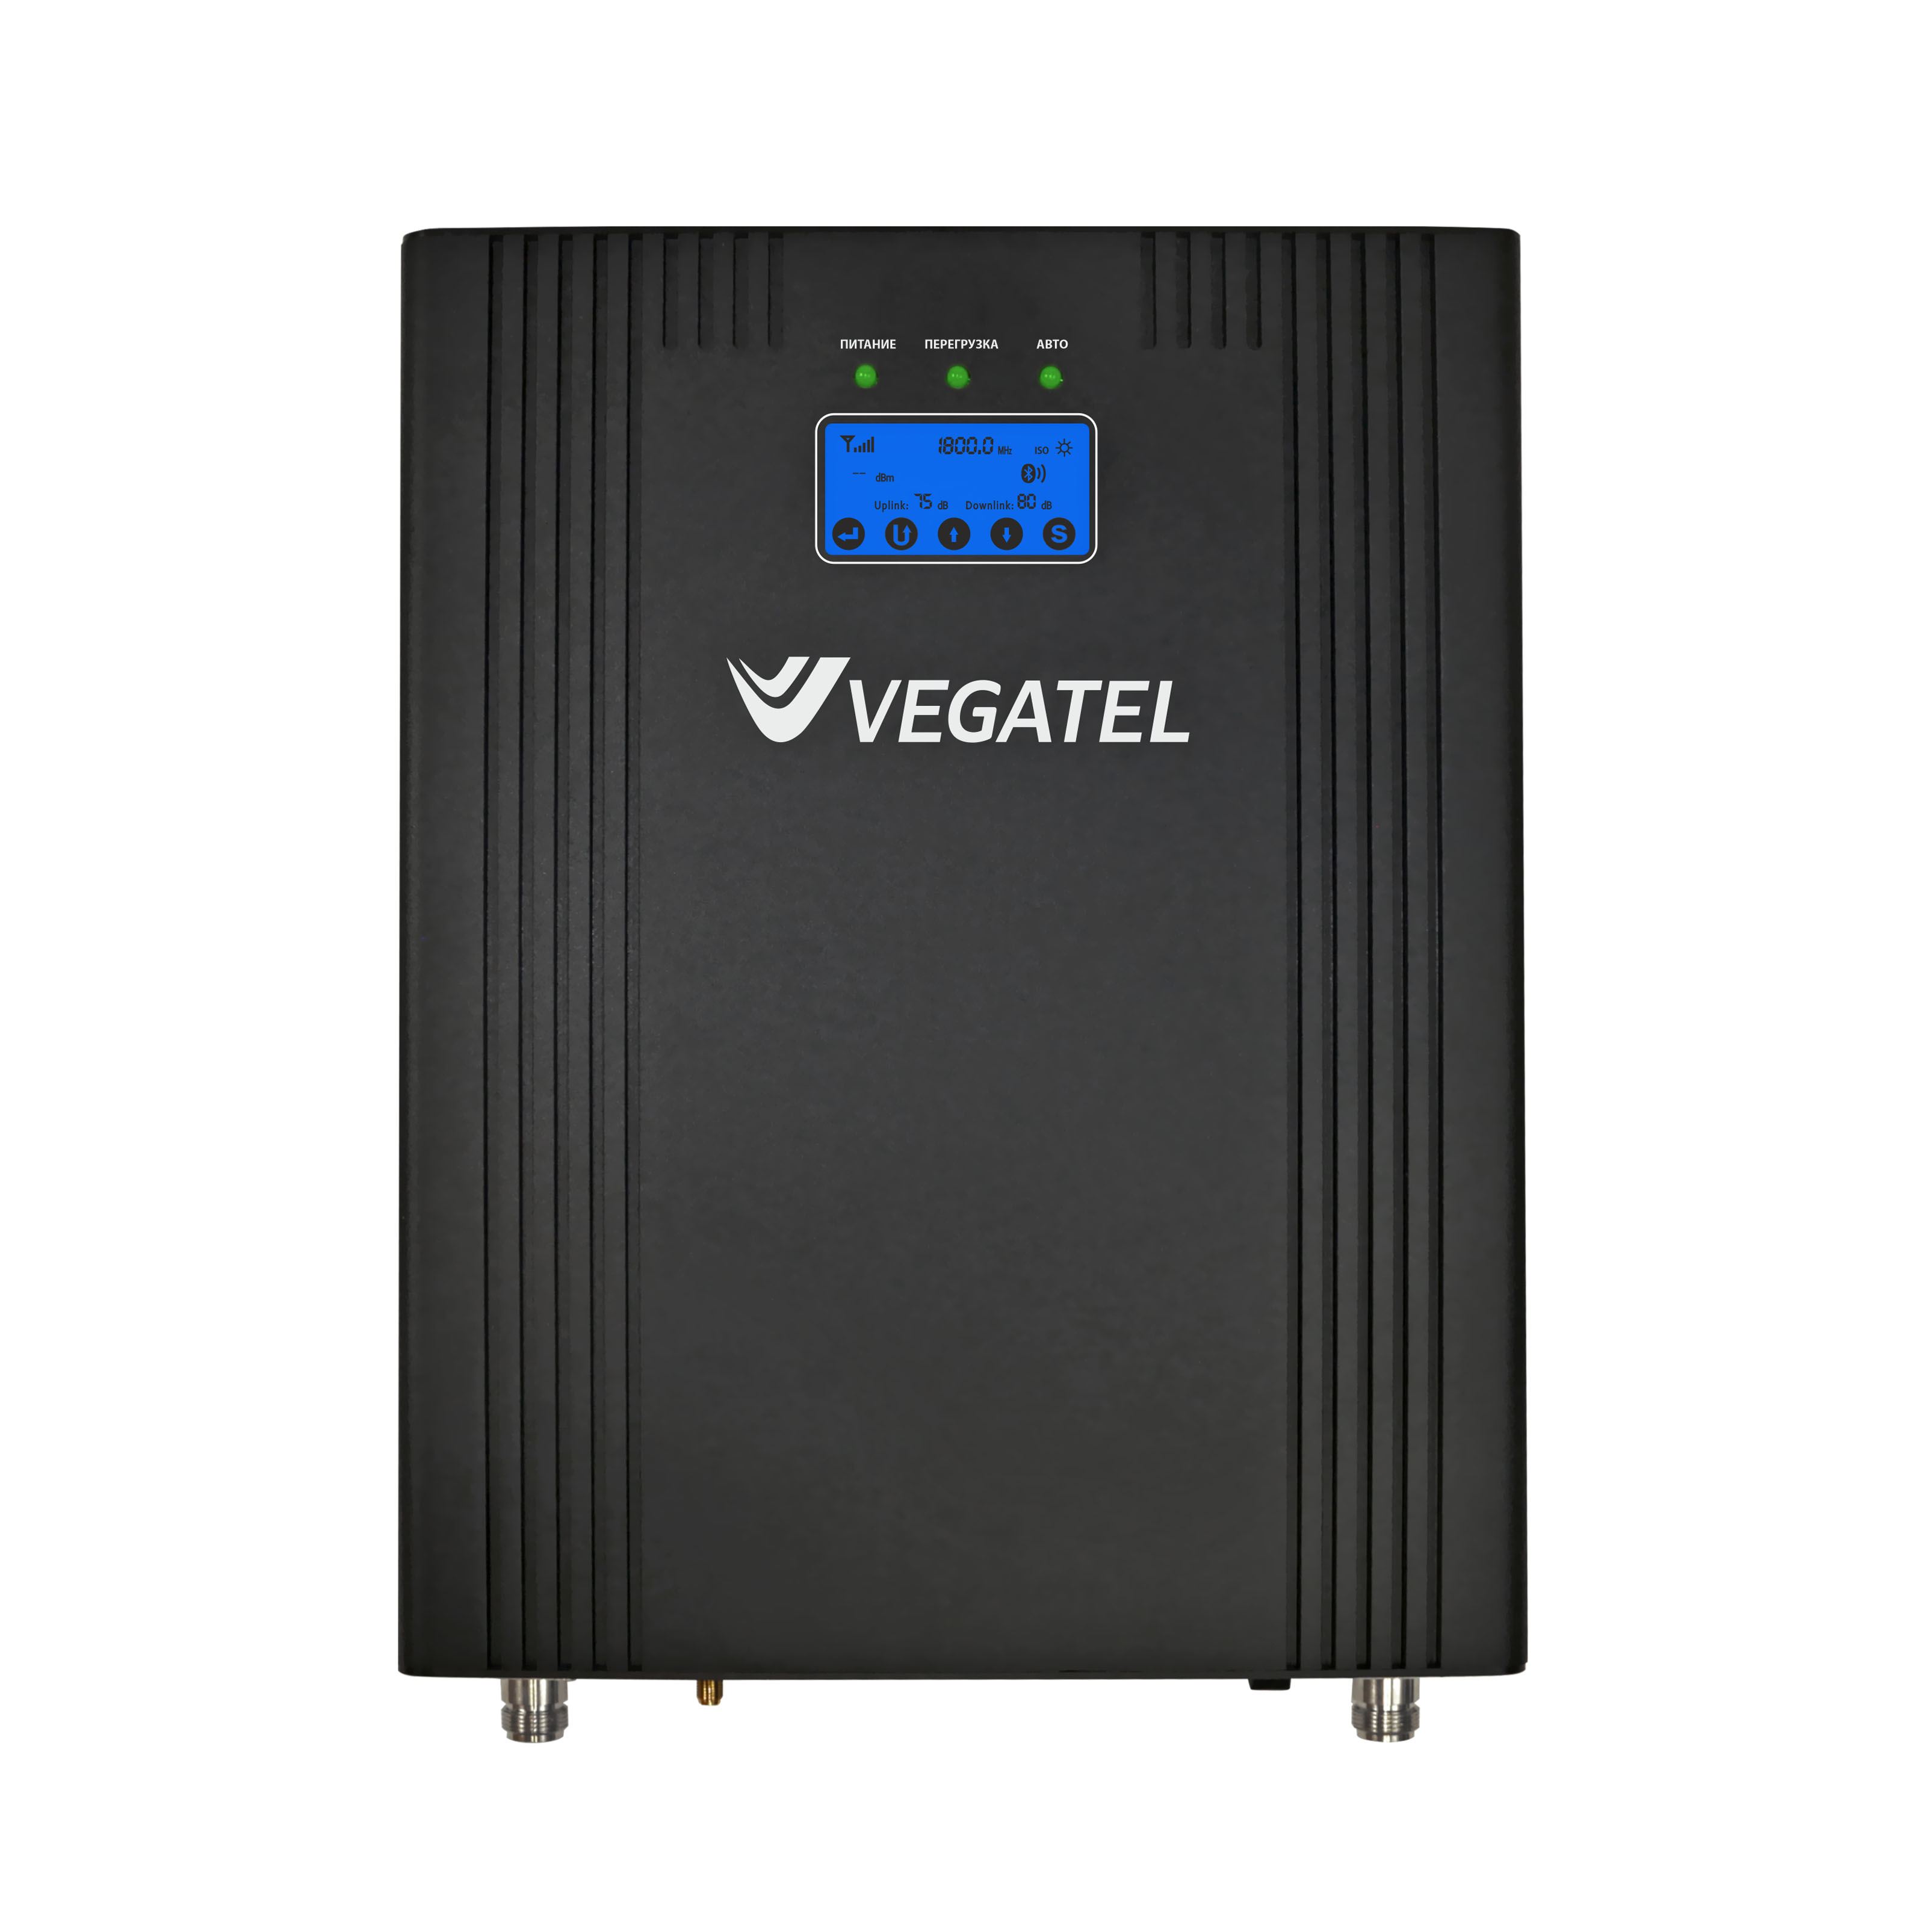 ПИТАНИЕ ПЕРЕГРУЗКА АВТО
1800.0 MHz ISO
-- dBm
Uplink: 75 dB Downlink: 80 dB
S
VEGATEL